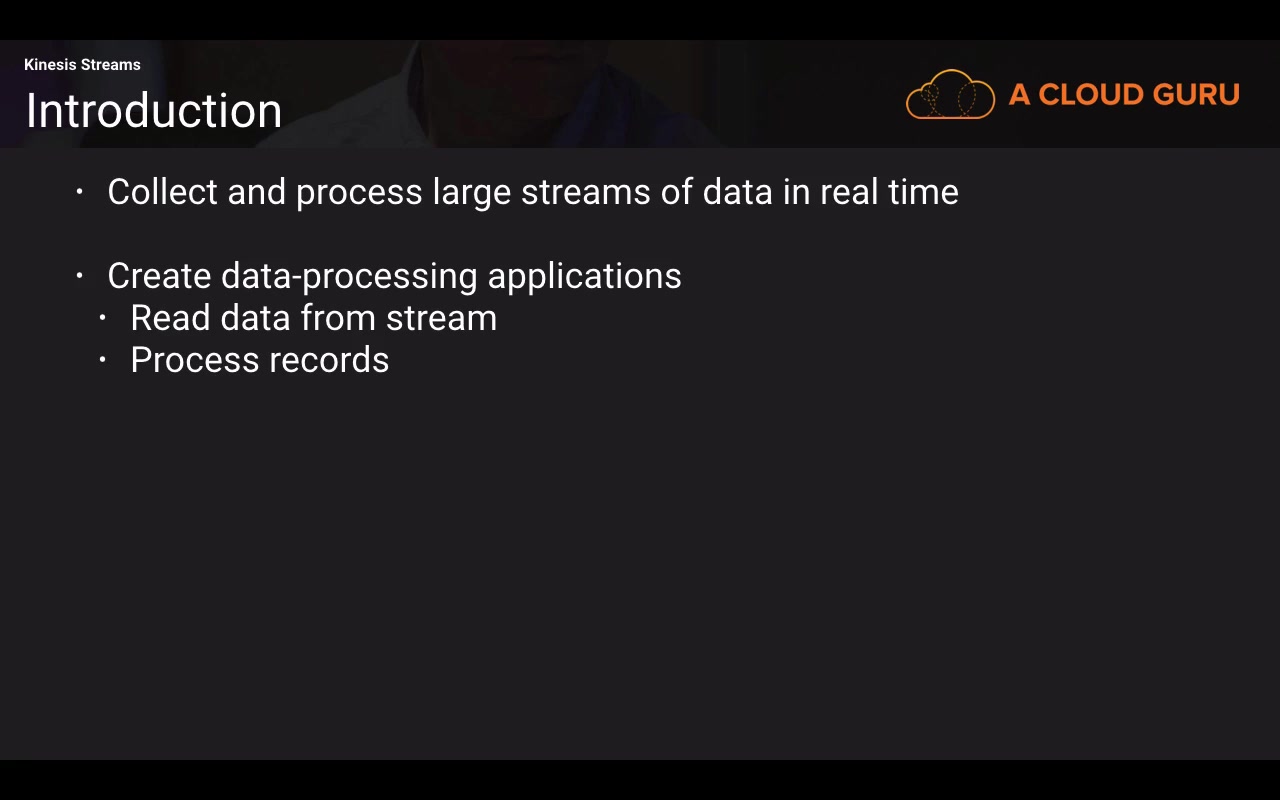 Kinesis Streams
Introduction
A CLOUD GURU
· Collect and process large streams of data in real time
· Create data-processing applications
· Read data from stream
· Process records